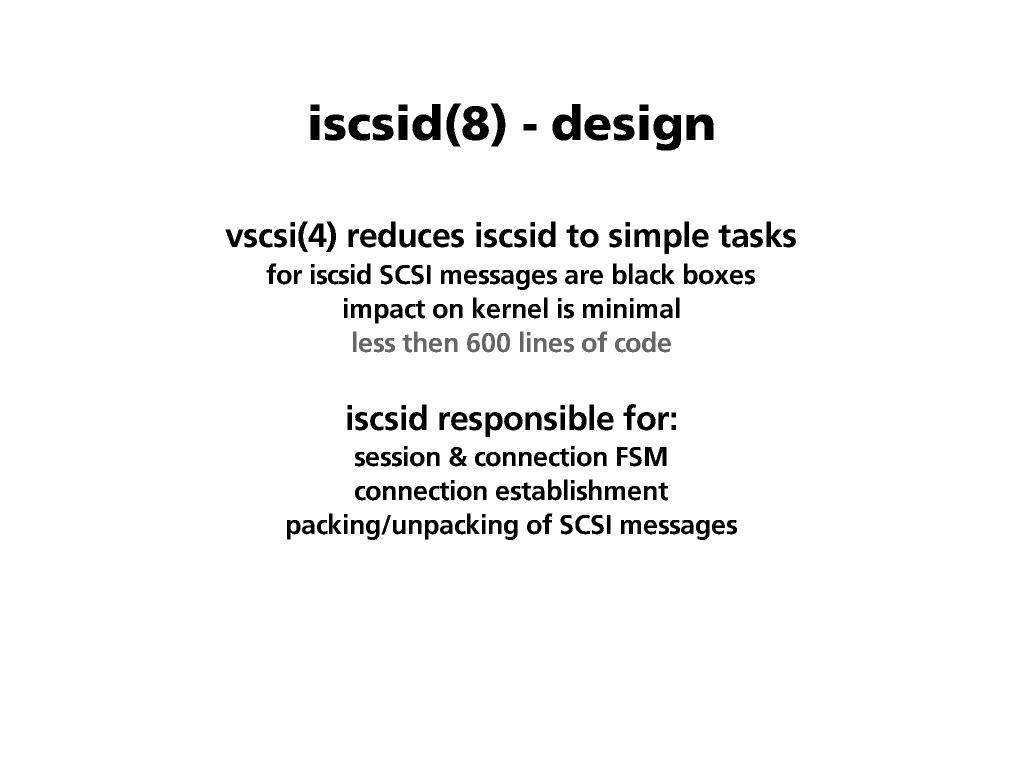 iscsid(8) - design
vscsi(4) reduces iscsid to simple tasks
for iscsid SCSI messages are black boxes
impact on kernel is minimal
less then 600 lines of code
iscsid responsible for:
session & connection FSM
connection establishment
packing/unpacking of SCSI messages